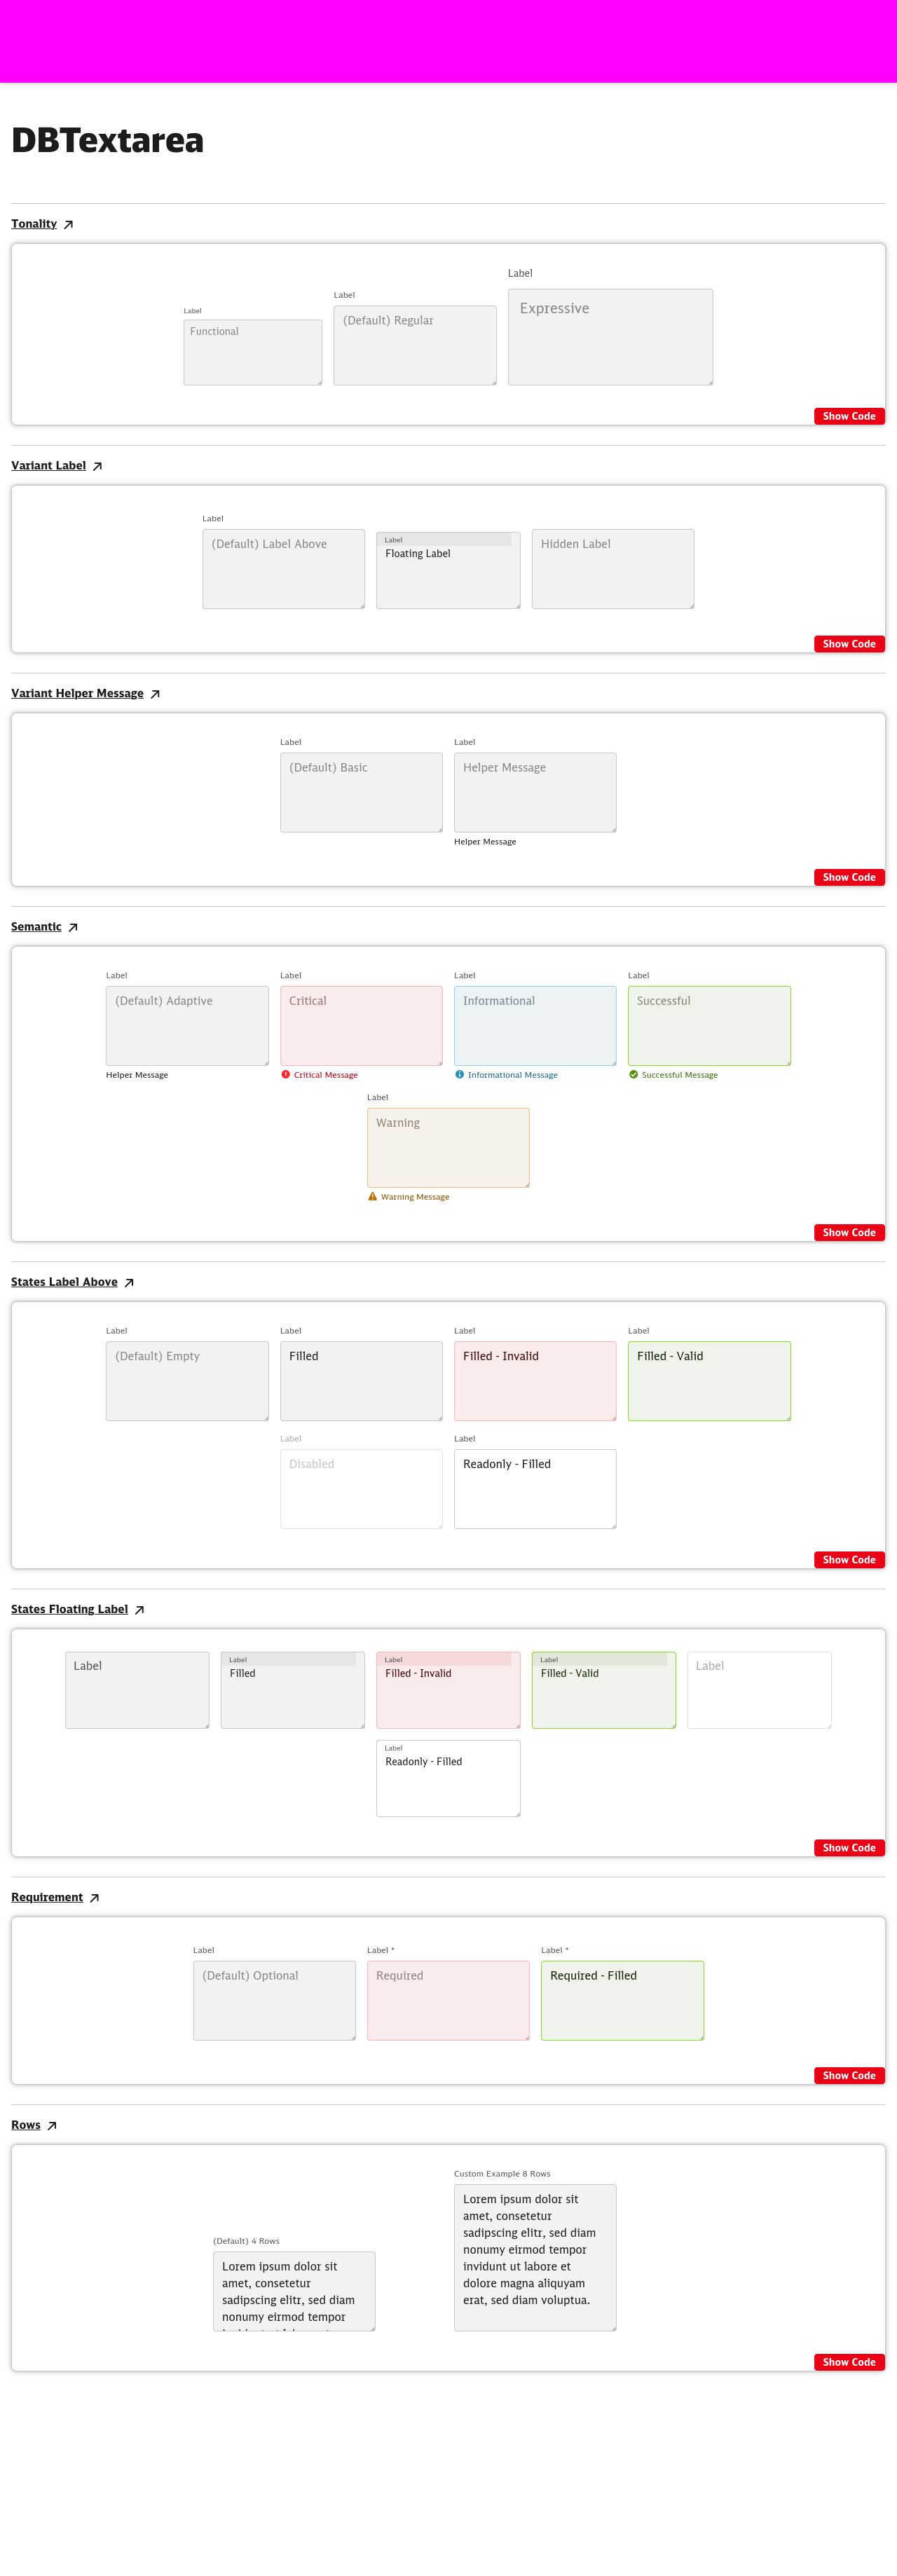 DBTextarea
Tonality
Label
Functional
Label
(Default) Regular
Label
Expressive
Show Code
Variant Label
Label
(Default) Label Above
Label
Floating Label
Hidden Label
Show Code
Variant Helper Message
Label
(Default) Basic
Label
Helper Message
Helper Message
Show Code
Semantic
Label
(Default) Adaptive
Helper Message
Label
Critical
Critical Message
Label
Informational
Informational Message
Label
Successful
Successful Message
Label
Warning
Warning Message
Show Code
States Label Above
Label
(Default) Empty
Label
Filled
Label
Filled - Invalid
Label
Filled - Valid
Label
Disabled
Label
Readonly - Filled
Show Code
States Floating Label
Label
Label
Filled
Label
Filled - Invalid
Label
Filled - Valid
Label
Label
Readonly - Filled
Show Code
Requirement
Label
(Default) Optional
Label *
Required
Label *
Required - Filled
Show Code
Rows
(Default) 4 Rows
Lorem ipsum dolor sit
amet, consetetur
sadipscing elitr, sed diam
nonumy eirmod tempor
Custom Example 8 Rows
Lorem ipsum dolor sit
amet, consetetur
sadipscing elitr, sed diam
nonumy eirmod tempor
invidunt ut labore et
dolore magna aliquyam
erat, sed diam voluptua.
Show Code